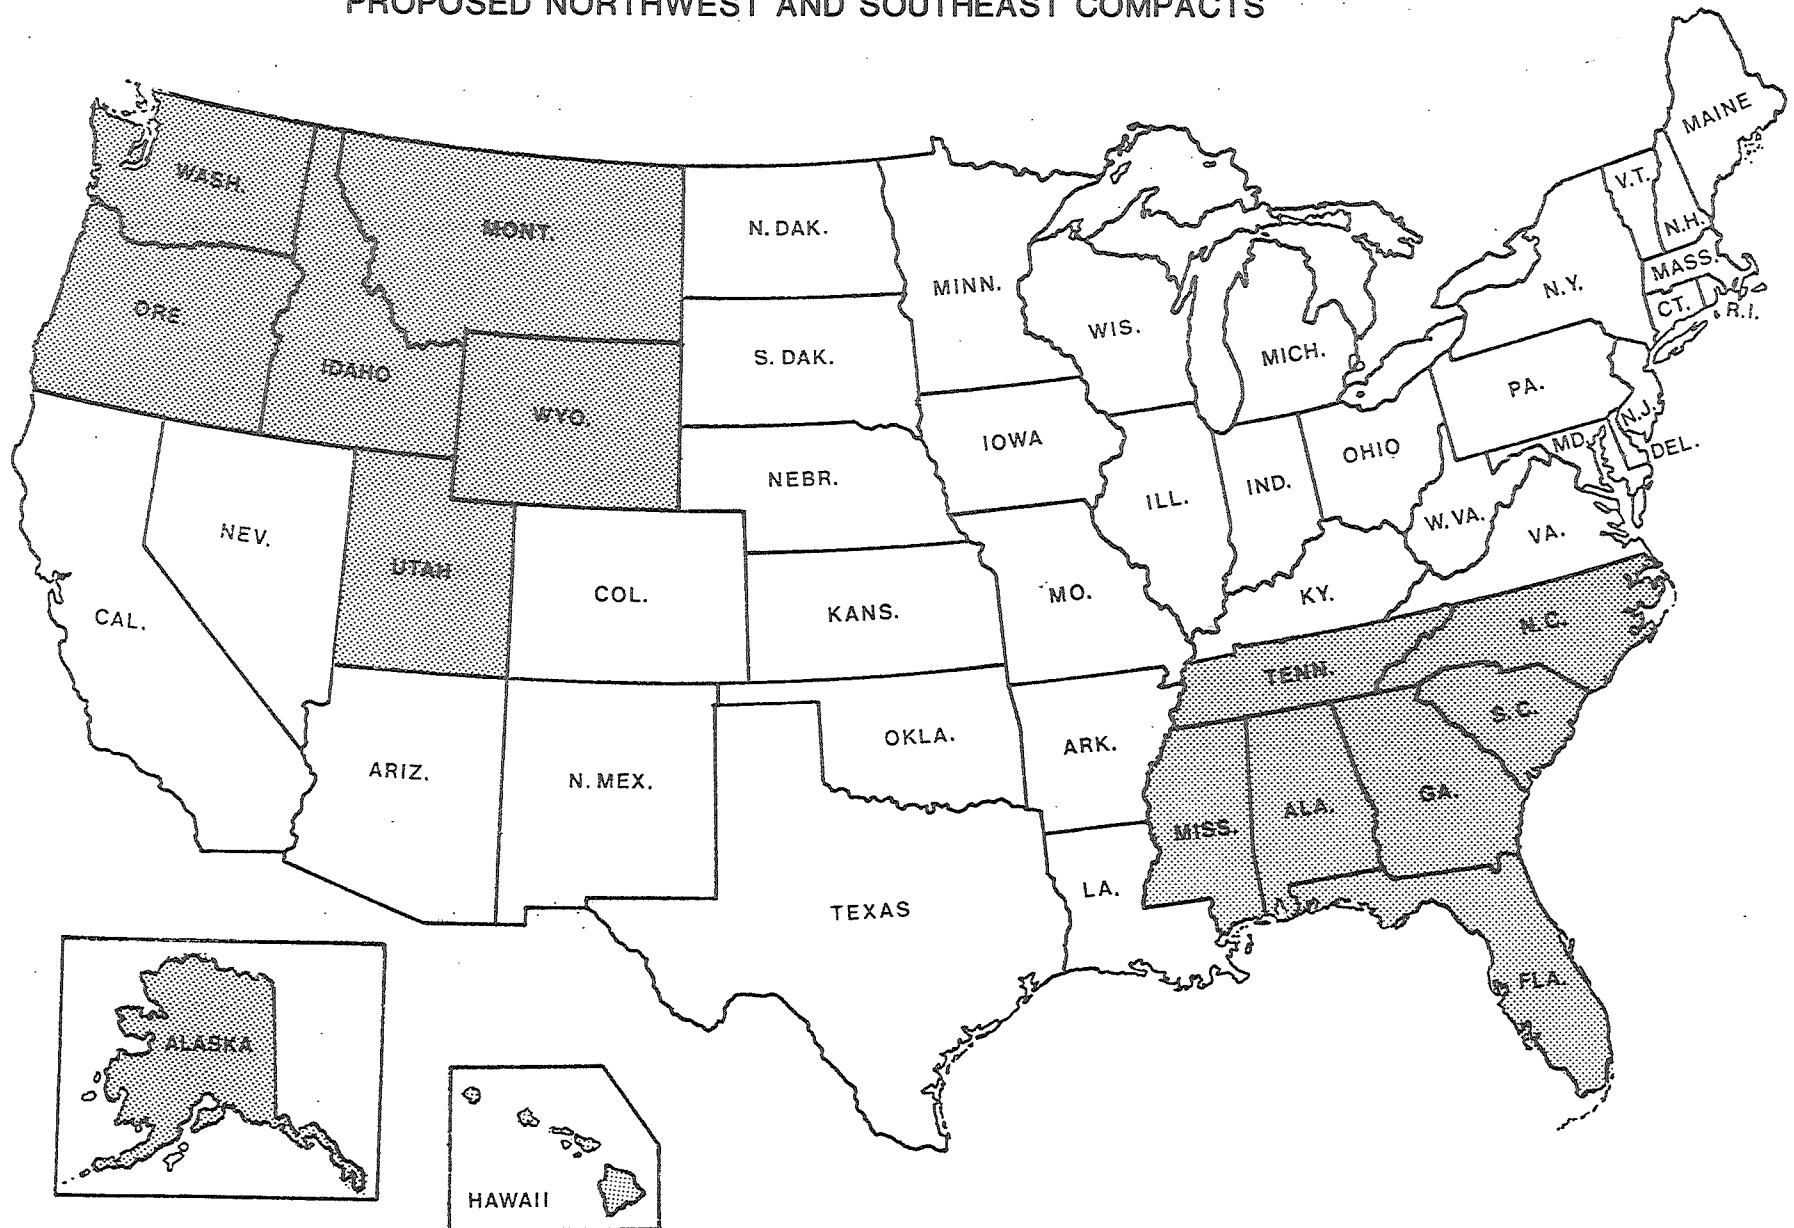 PROPOSED NORTHWEST AND SOUTHEAST COMPACTS
MAINE
WASH.
V.T.
MONT.
N. DAK.
N.H.
MASS.
MINN.
N.Y.
CT.
R.I.
ORE.
WIS.
S. DAK.
MICH.
IDAHO
PA.
WYO.
N.J.
IOWA
OHIO
MD.
DEL.
NEBR.
IND.
ILL.
W. VA.
NEV.
VA.
UTAH
COL.
MO.
KY.
KANS.
CAL.
N.C.
TENN.
S.C.
OKLA.
ARK.
ARIZ.
N. MEX.
GA.
ALA.
MISS.
LA.
TEXAS
FLA.
ALASKA
HAWAII